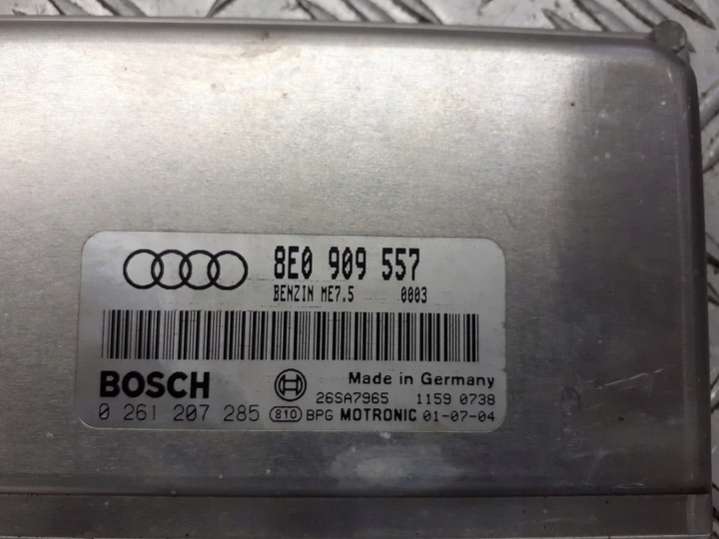 8E0 909 557
BENZIN ME7.5 0003
BOSCH Made in Germany
26SA7965 1159 0738
0 261 207 285 810 BPG MOTRONIC 01-07-04